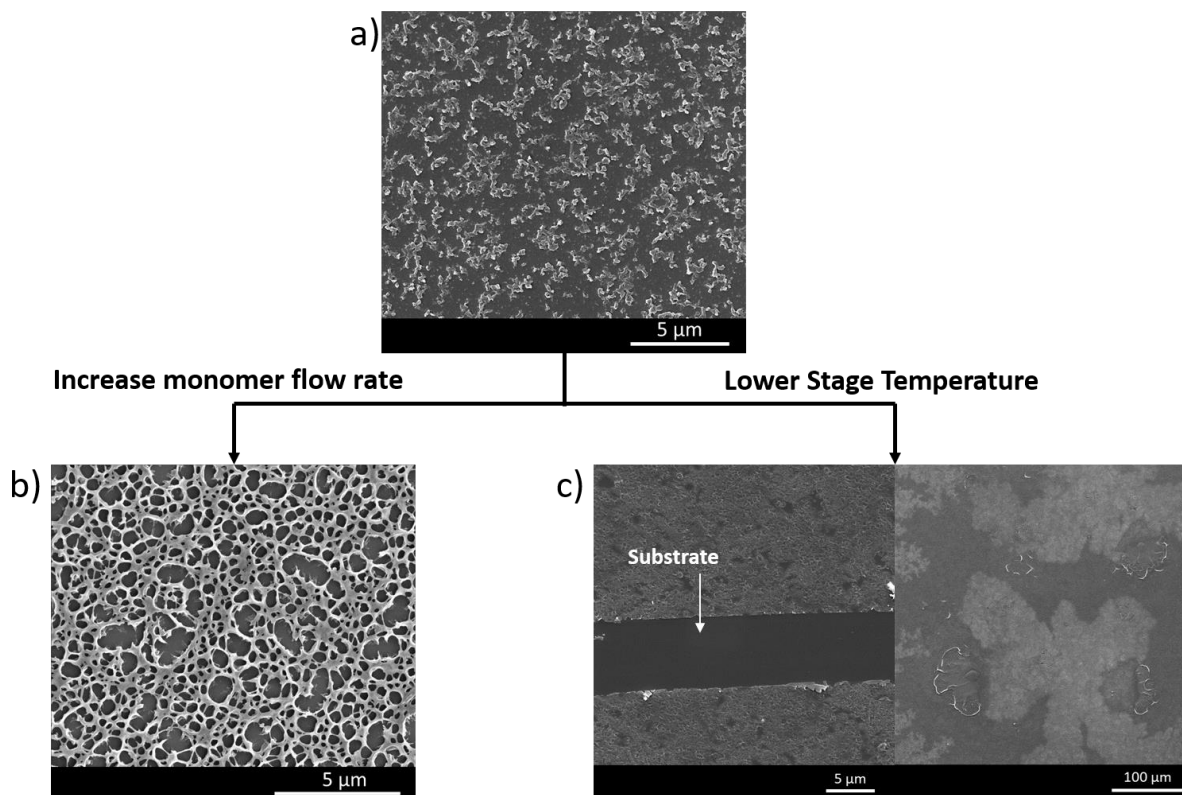 a)
5 µm
Increase monomer flow rate
Lower Stage Temperature
b)
5 µm
c)
Substrate
5 µm
100 µm